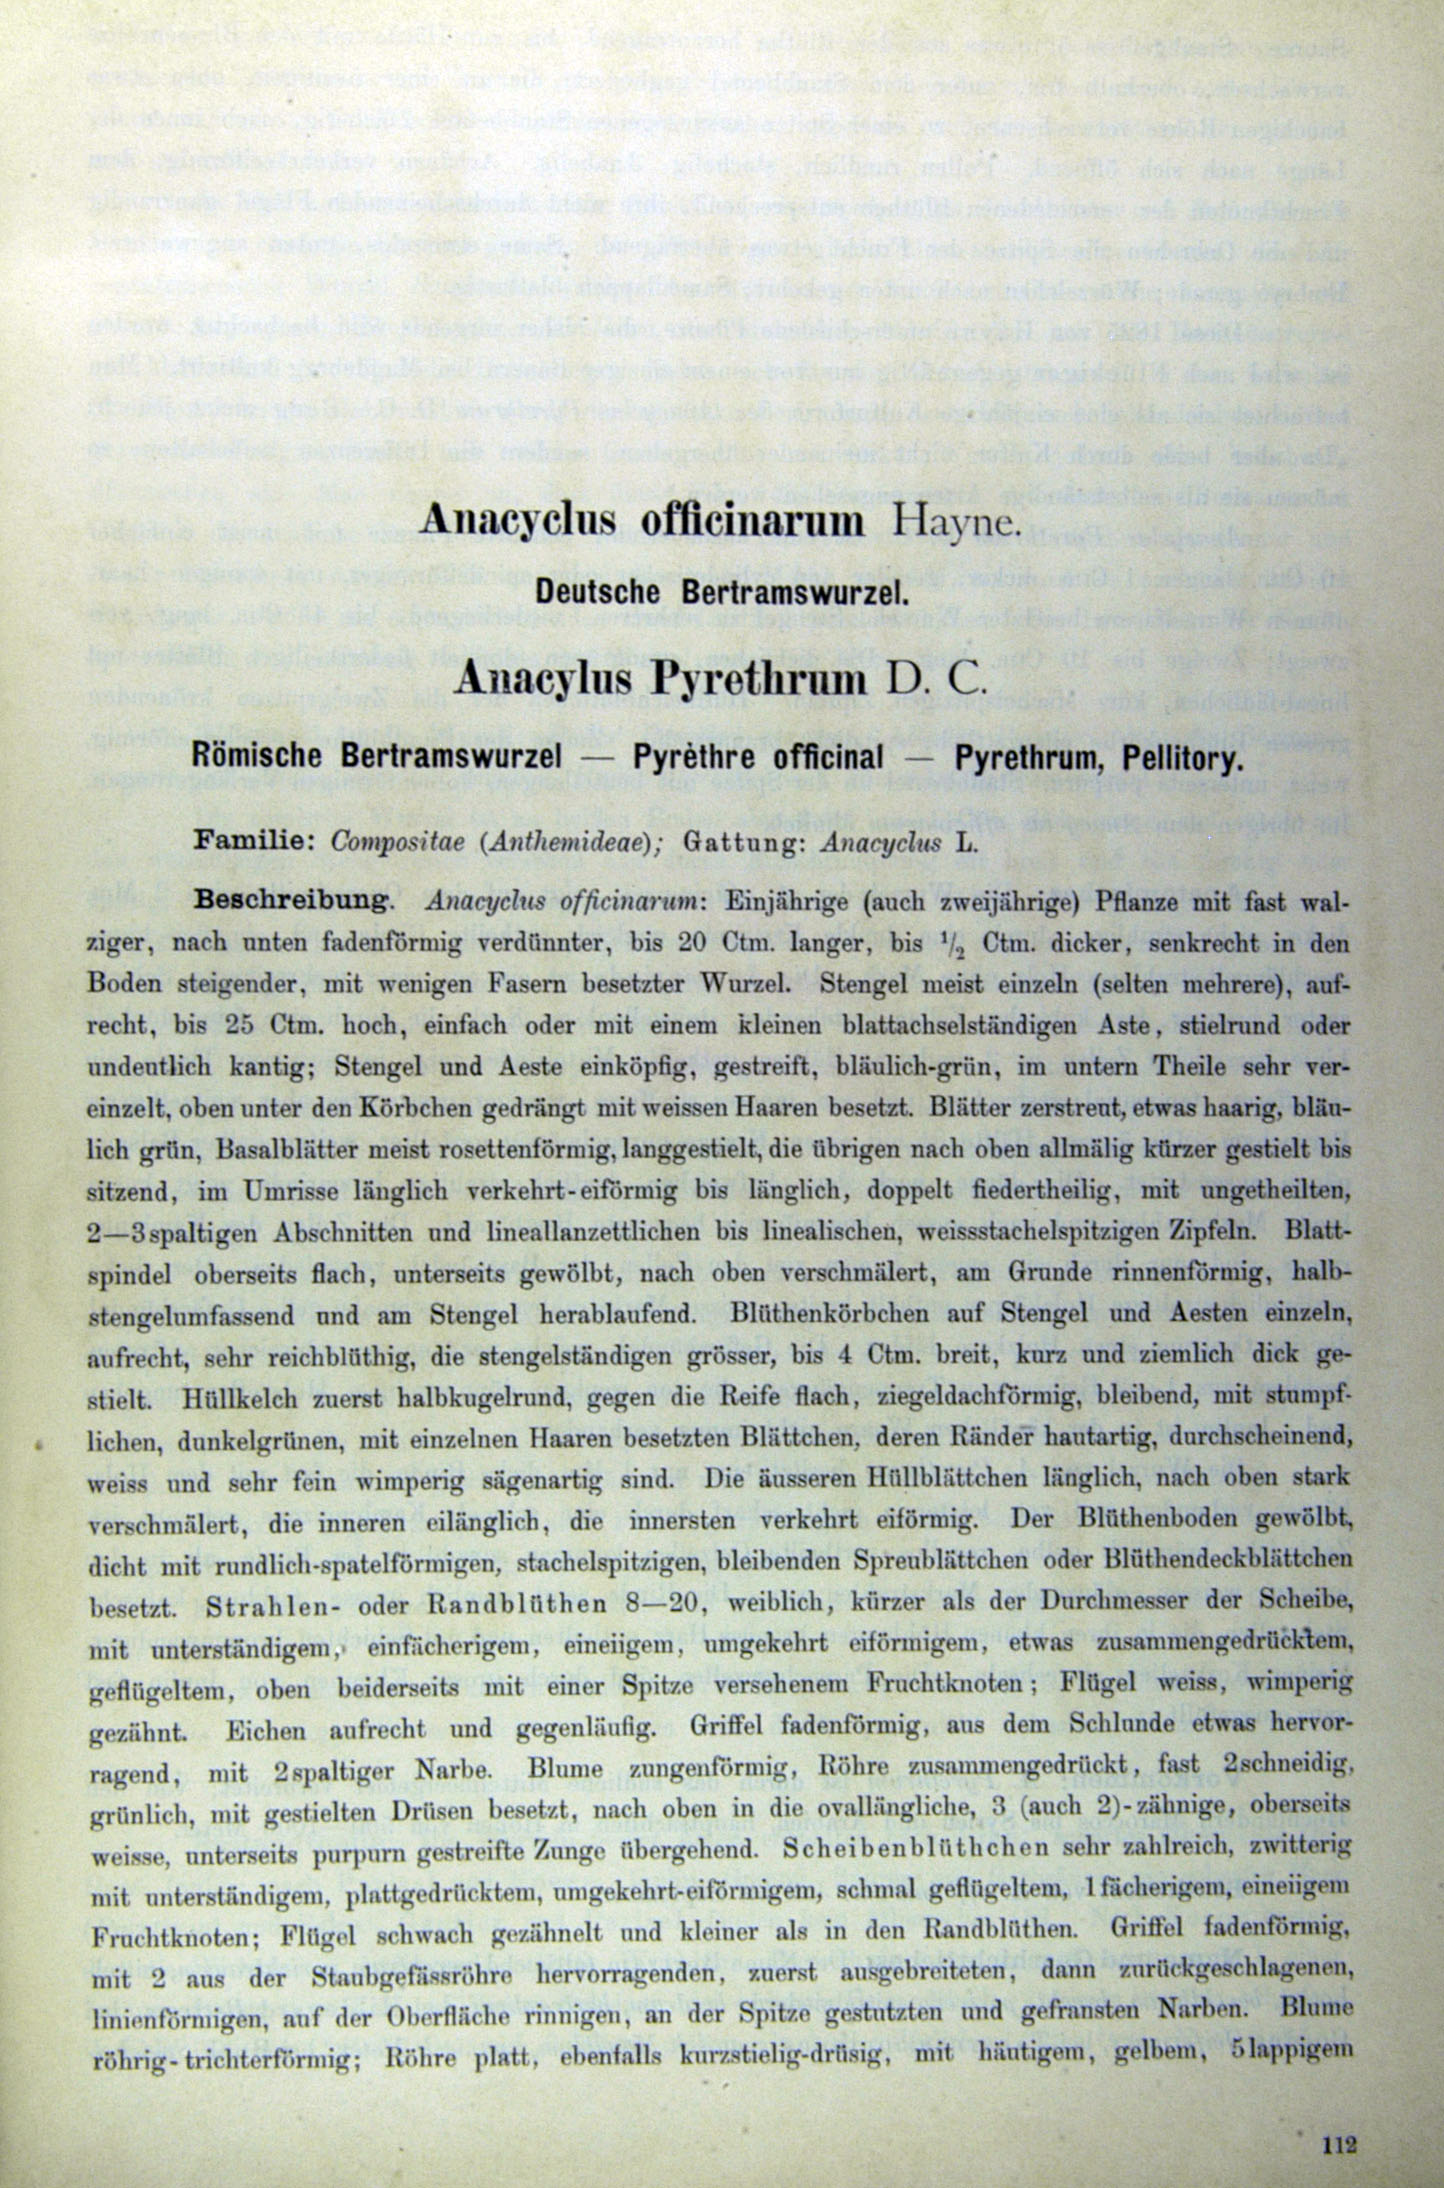 Anacyclus officinarum Hayne.
Deutsche Bertramswurzel.
Anacylus Pyrethrum D. C.
Römische Bertramswurzel — Pyrèthre officinal — Pyrethrum, Pellitory.
Familie: Compositae (Anthemideae); Gattung: Anacyclus L.
Beschreibung. Anacyclus officinarum: Einjährige (auch zweijährige) Pflanze mit fast wal-
ziger, nach unten fadenförmig verdünnter, bis 20 Ctm. langer, bis 1/2 Ctm. dicker, senkrecht in den
Boden steigender, mit wenigen Fasern besetzter Wurzel. Stengel meist einzeln (selten mehrere), auf-
recht, bis 25 Ctm. hoch, einfach oder mit einem kleinen blattachselständigen Aste, stielrund oder
undeutlich kantig; Stengel und Aeste einköpfig, gestreift, bläulich-grün, im untern Theile sehr ver-
einzelt, oben unter den Körbchen gedrängt mit weissen Haaren besetzt. Blätter zerstreut, etwas haarig, bläu-
lich grün, Basalblätter meist rosettenförmig, langgestielt, die übrigen nach oben allmälig kürzer gestielt bis
sitzend, im Umrisse länglich verkehrt-eiförmig bis länglich, doppelt fiedertheilig, mit ungetheilten,
2—3spaltigen Abschnitten und lineallanzettlichen bis linealischen, weissstachelspitzigen Zipfeln. Blatt-
spindel oberseits flach, unterseits gewölbt, nach oben verschmälert, am Grunde rinnenförmig, halb-
stengelumfassend und am Stengel herablaufend. Blüthenkörbchen auf Stengel und Aesten einzeln,
aufrecht, sehr reichblüthig, die stengelständigen grösser, bis 4 Ctm. breit, kurz und ziemlich dick ge-
stielt. Hüllkelch zuerst halbkugelrund, gegen die Reife flach, ziegeldachförmig, bleibend, mit stumpf-
lichen, dunkelgrünen, mit einzelnen Haaren besetzten Blättchen, deren Ränder hautartig, durchscheinend,
weiss und sehr fein wimperig sägenartig sind. Die äusseren Hüllblättchen länglich, nach oben stark
verschmälert, die inneren eilänglich, die innersten verkehrt eiförmig. Der Blüthenboden gewölbt,
dicht mit rundlich-spatelförmigen, stachelspitzigen, bleibenden Spreublättchen oder Blüthendeckblättchen
besetzt. Strahlen- oder Randblüthen 8—20, weiblich, kürzer als der Durchmesser der Scheibe,
mit unterständigem, einfächerigem, eineiigem, umgekehrt eiförmigem, etwas zusammengedrücktem,
geflügeltem, oben beiderseits mit einer Spitze versehenem Fruchtknoten; Flügel weiss, wimperig
gezähnt. Eichen aufrecht und gegenläufig. Griffel fadenförmig, aus dem Schlunde etwas hervor-
ragend, mit 2spaltiger Narbe. Blume zungenförmig, Röhre zusammengedrückt, fast 2schneidig,
grünlich, mit gestielten Drüsen besetzt, nach oben in die ovallängliche, 3 (auch 2)-zähnige, oberseits
weisse, unterseits purpurn gestreifte Zunge übergehend. Scheibenblüthchen sehr zahlreich, zwitterig
mit unterständigem, plattgedrücktem, umgekehrt-eiförmigem, schmal geflügeltem, 1fächerigem, eineiigem
Fruchtknoten; Flügel schwach gezähnelt und kleiner als in den Randblüthen. Griffel fadenförmig,
mit 2 aus der Staubgefässröhre hervorragenden, zuerst ausgebreiteten, dann zurückgeschlagenen,
linienförmigen, auf der Oberfläche rinnigen, an der Spitze gestutzten und gefransten Narben. Blume
röhrig-trichterförmig; Röhre platt, ebenfalls kurzstielig-drüsig, mit häutigem, gelbem, 5lappigem
112